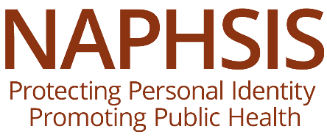 NAPHSIS
Protecting Personal Identity
Promoting Public Health